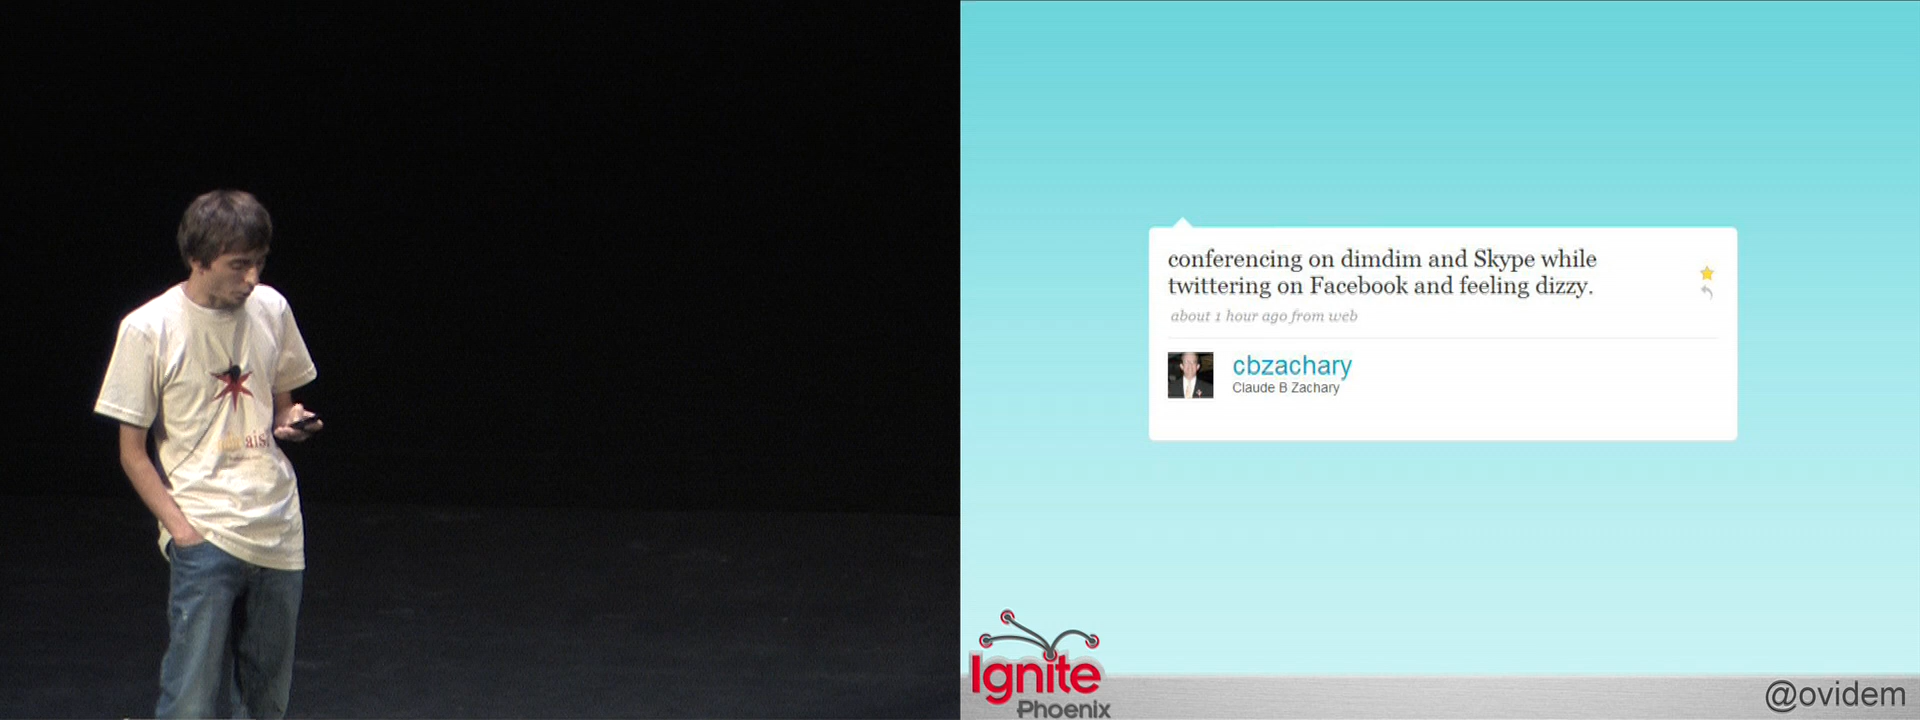 conferencing on dimdim and Skype while
twittering on Facebook and feeling dizzy.
about 1 hour ago from web
cbzachary
Claude B Zachary
Ignite
Phoenix
@ovidem